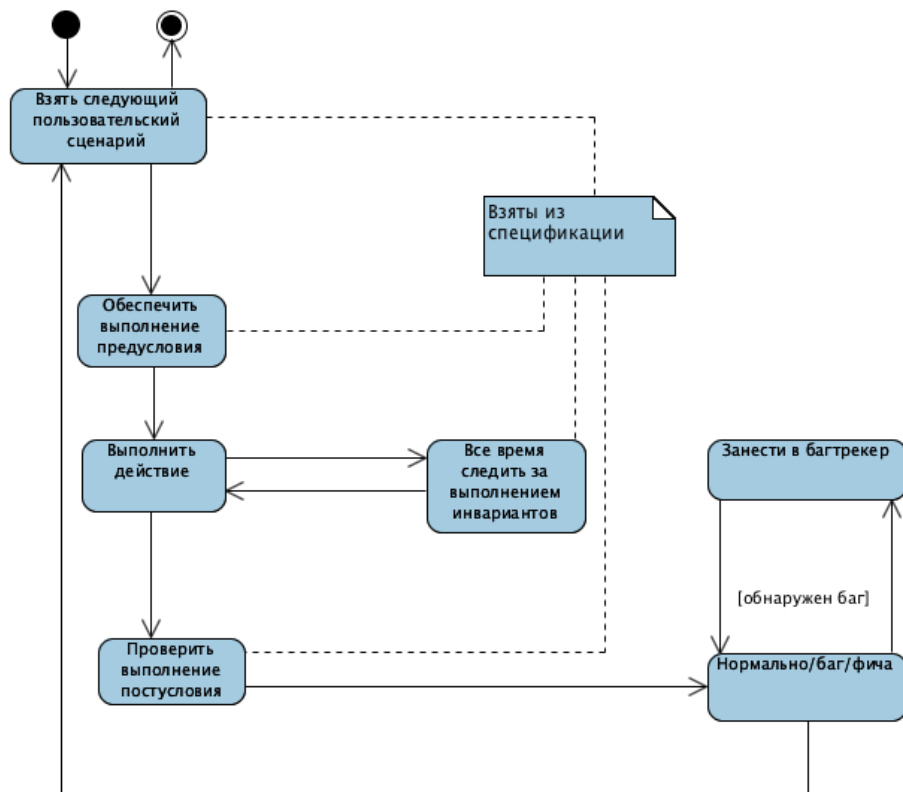 Взять следующий
пользовательский
сценарий
Взяты из
спецификации
Обеспечить
выполнение
предусловия
Выполнить
действие
Все время
следить за
выполнением
инвариантов
Занести в багтрекер
[обнаружен баг]
Проверить
выполнение
постусловия
Нормально/баг/фича